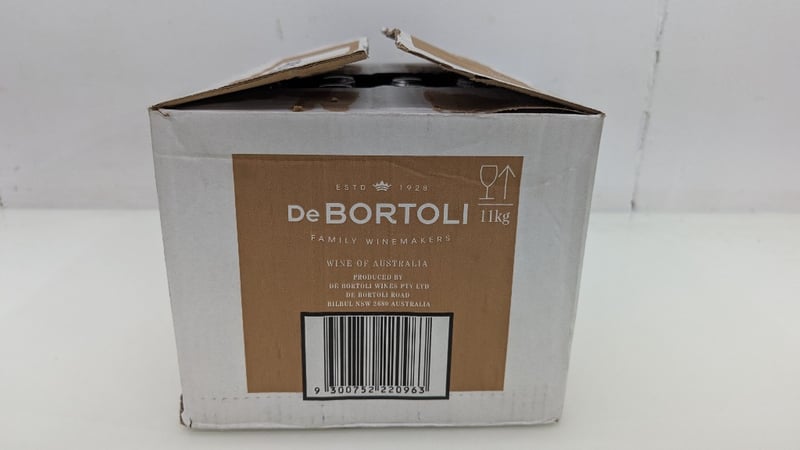 ESTD 1928
De BORTOLI
11kg
FAMILY WINEMAKERS
WINE OF AUSTRALIA
PRODUCED BY
DE BORTOLI WINES PTY LTD
DE BORTOLI ROAD
BILBUL NSW 2680 AUSTRALIA
9 300752 220963